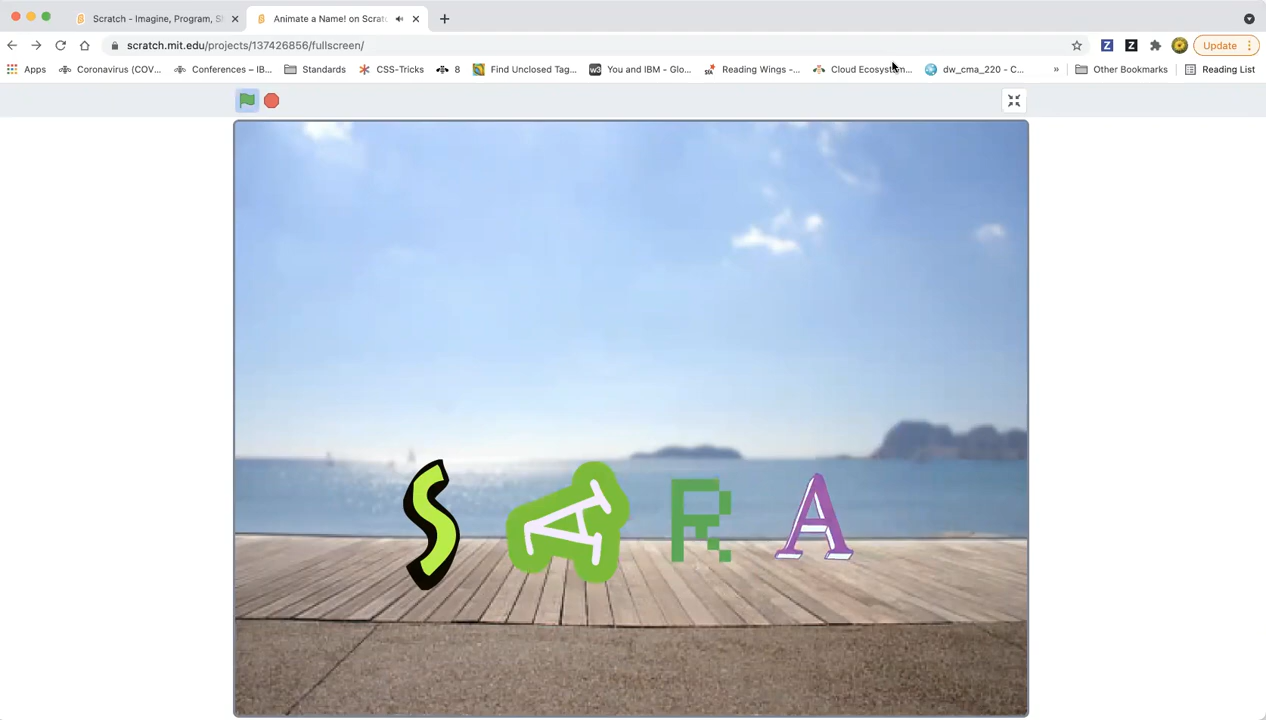 Scratch - Imagine, Program, S
Animate a Name! on Scratc
scratch.mit.edu/projects/137426856/fullscreen/
Z
Z
Update
Apps
Coronavirus (COV...
Conferences – IB...
Standards
CSS-Tricks
8
Find Unclosed Tag...
w3
You and IBM - Glo...
STA
Reading Wings -...
Cloud Ecosystem...
dw_cma_220 - C...
»
Other Bookmarks
Reading List
S A R A